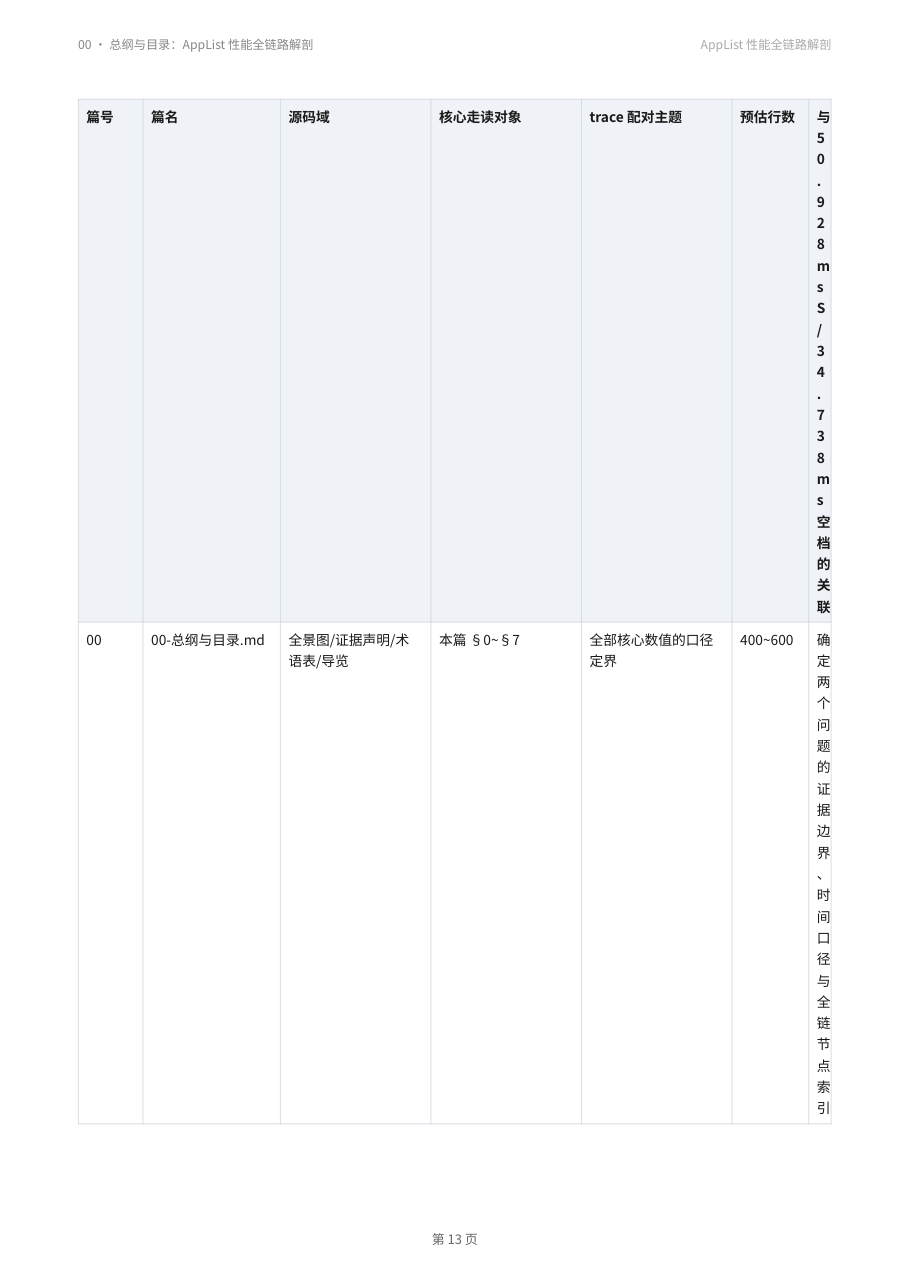 00 · 总纲与目录：AppList 性能全链路解剖
AppList 性能全链路解剖
篇号
篇名
源码域
核心走读对象
trace 配对主题
预估行数
与
5
0
.
9
2
8
m
s
S
/
3
4
.
7
3
8
m
s
空
档
的
关
联
00
00-总纲与目录.md
全景图/证据声明/术
语表/导览
本篇 §0~§7
全部核心数值的口径
定界
400~600
确
定
两
个
问
题
的
证
据
边
界
、
时
间
口
径
与
全
链
节
点
索
引
第 13 页